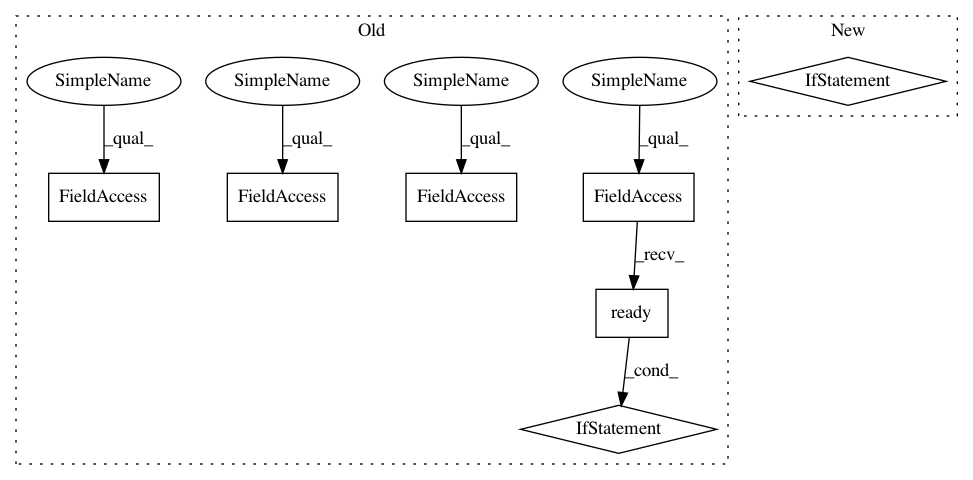 Old
New
SimpleName
SimpleName
SimpleName
SimpleName
IfStatement
_qual_
_qual_
_qual_
_qual_
FieldAccess
FieldAccess
FieldAccess
FieldAccess
_recv_
ready
_cond_
IfStatement